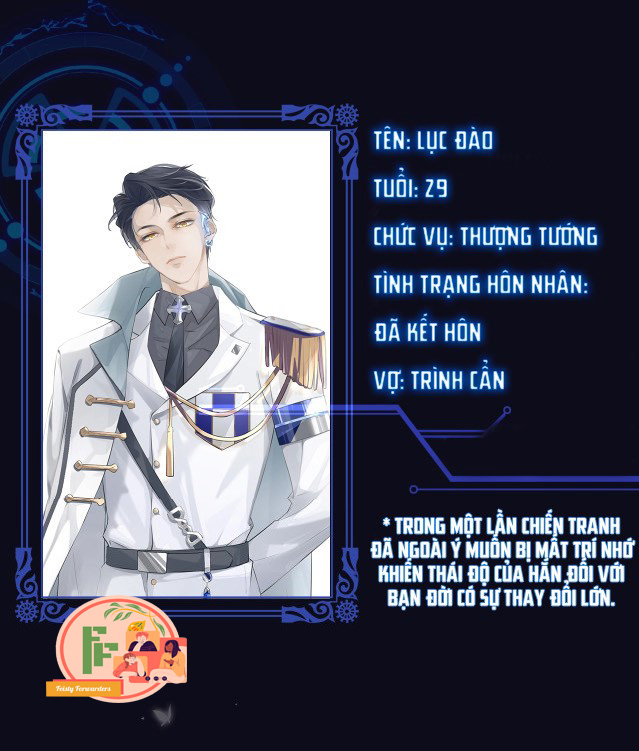 TÊN: LỤC ĐÀO
TUỔI: 29
CHỨC VỤ: THƯỢNG TƯỚNG
TÌNH TRẠNG HÔN NHÂN:
ĐÃ KẾT HÔN
VỢ: TRÌNH CẨN
* TRONG MỘT LẦN CHIẾN TRANH
ĐÃ NGOÀI Ý MUỐN BỊ MẤT TRÍ NHỚ
KHIẾN THÁI ĐỘ CỦA HẮN ĐỐI VỚI
BẠN ĐỜI CÓ SỰ THAY ĐỔI LỚN.
FF
Feisty Forwarders